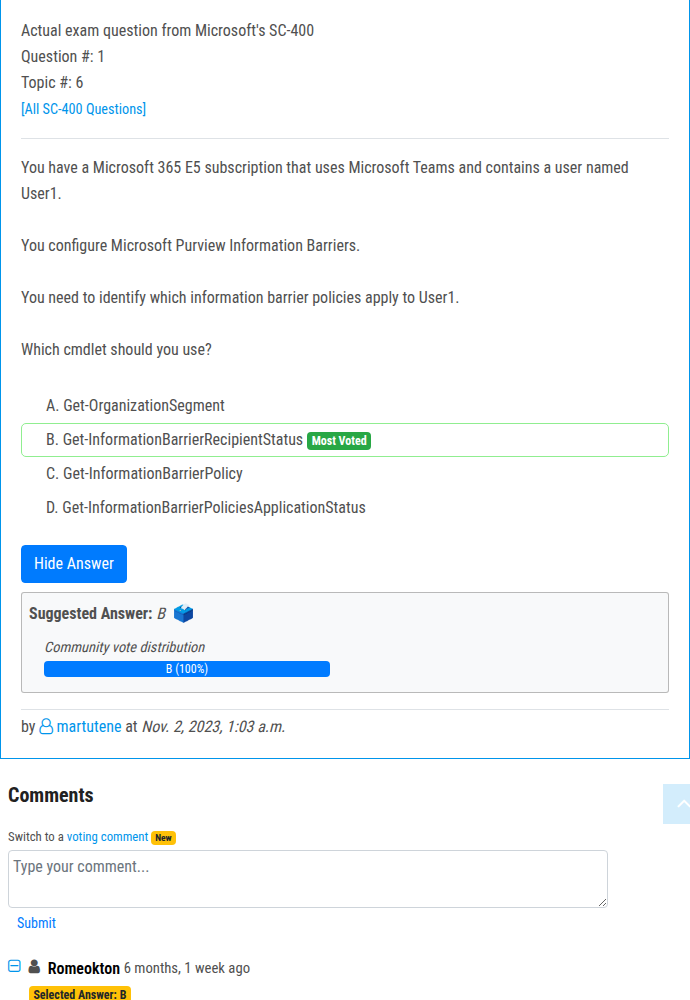 Actual exam question from Microsoft's SC-400
Question #: 1
Topic #: 6
[All SC-400 Questions]
You have a Microsoft 365 E5 subscription that uses Microsoft Teams and contains a user named
User1.
You configure Microsoft Purview Information Barriers.
You need to identify which information barrier policies apply to User1.
Which cmdlet should you use?
A. Get-OrganizationSegment
B. Get-InformationBarrierRecipientStatus Most Voted
C. Get-InformationBarrierPolicy
D. Get-InformationBarrierPoliciesApplicationStatus
Hide Answer
Suggested Answer: B
Community vote distribution
B (100%)
by martutene at Nov. 2, 2023, 1:03 a.m.
Comments
Switch to a voting comment New
Type your comment...
Submit
Romeokton 6 months, 1 week ago
Selected Answer: B